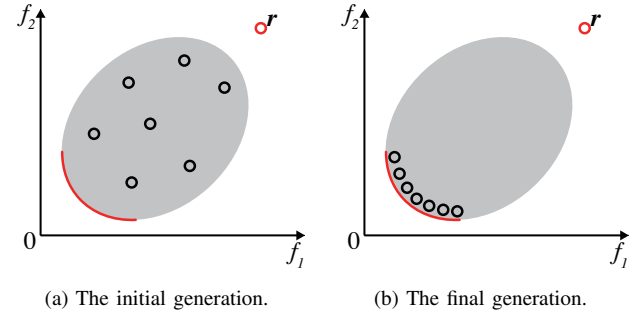 f2
r
f2
r
0
f1
0
f1
(a) The initial generation.
(b) The final generation.